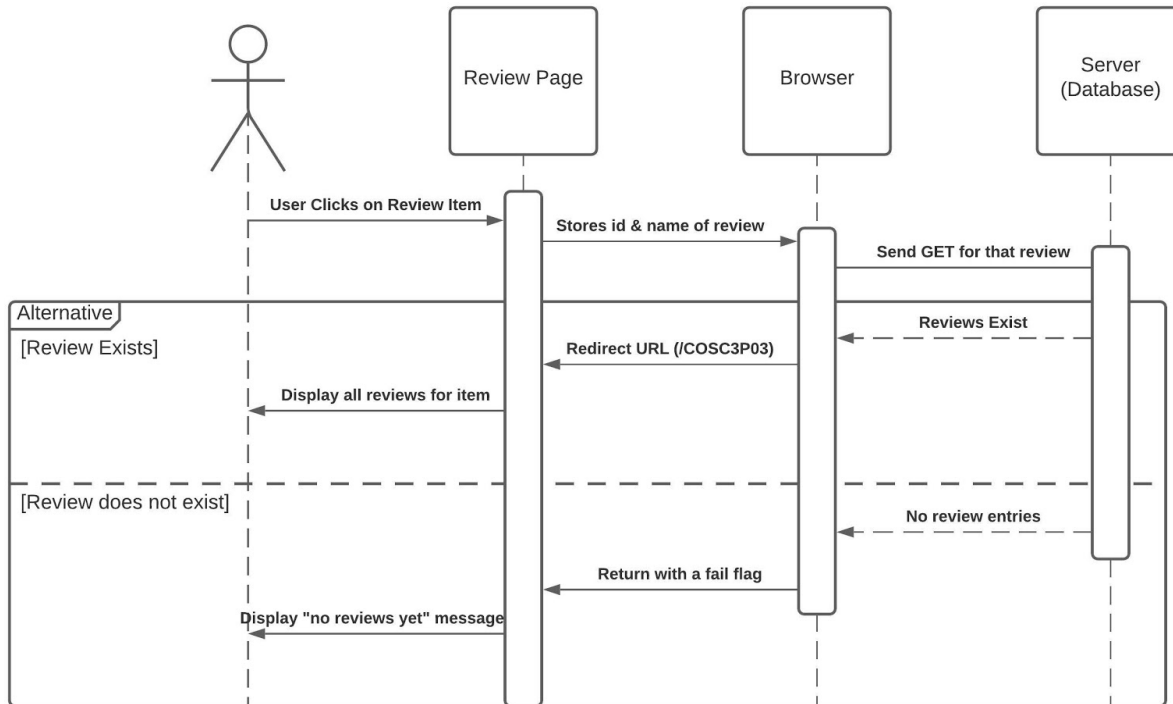 Review Page
Browser
Server
(Database)
User Clicks on Review Item
Stores id & name of review
Send GET for that review
Alternative
[Review Exists]
Reviews Exist
Redirect URL (/COSC3P03)
Display all reviews for item
[Review does not exist]
No review entries
Return with a fail flag
Display "no reviews yet" message